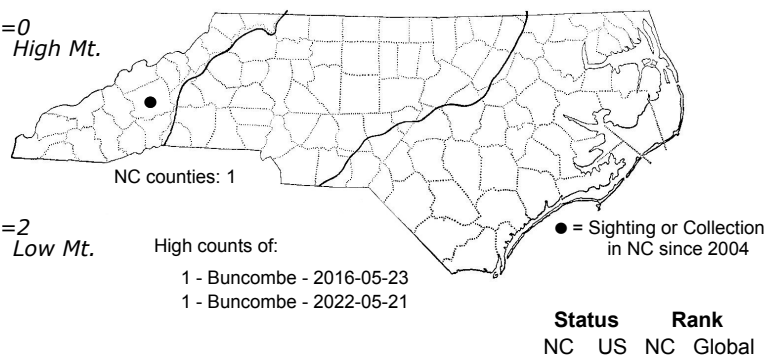 =0
High Mt.
NC counties: 1
=2
Low Mt.
High counts of:
1 - Buncombe - 2016-05-23
1 - Buncombe - 2022-05-21
● = Sighting or Collection
in NC since 2004
Status Rank
NC US NC Global